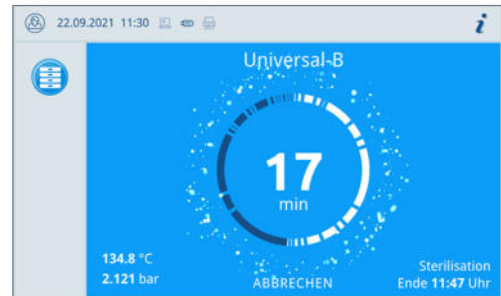 22.09.2021 11:30
i
Universal-B
17
min
134.8 °C
2.121 bar
ABBRECHEN
Sterilisation
Ende 11:47 Uhr